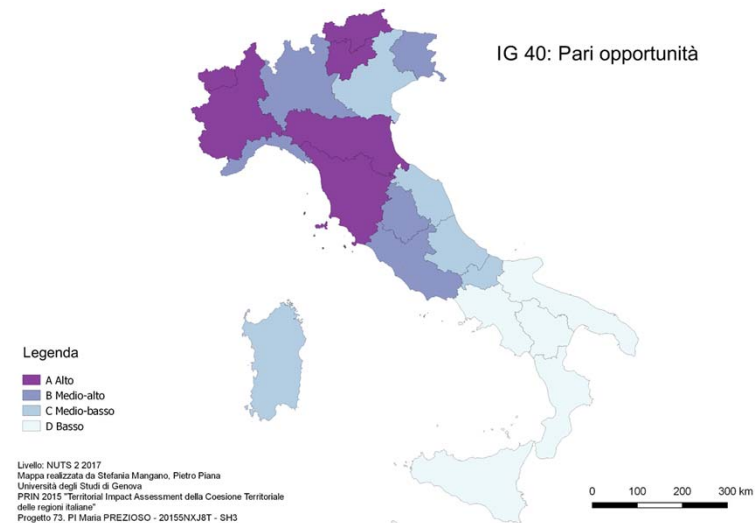 IG 40: Pari opportunità
Legenda
A Alto
B Medio-alto
C Medio-basso
D Basso
Livello: NUTS 2 2017
Mappa realizzata da Stefania Mangano, Pietro Piana
Università degli Studi di Genova
PRIN 2015 "Territorial Impact Assessment della Coesione Territoriale
delle regioni italiane"
Progetto 73. PI Maria PREZIOSO - 20155NXJ8T - SH3
0 100 200 300 km